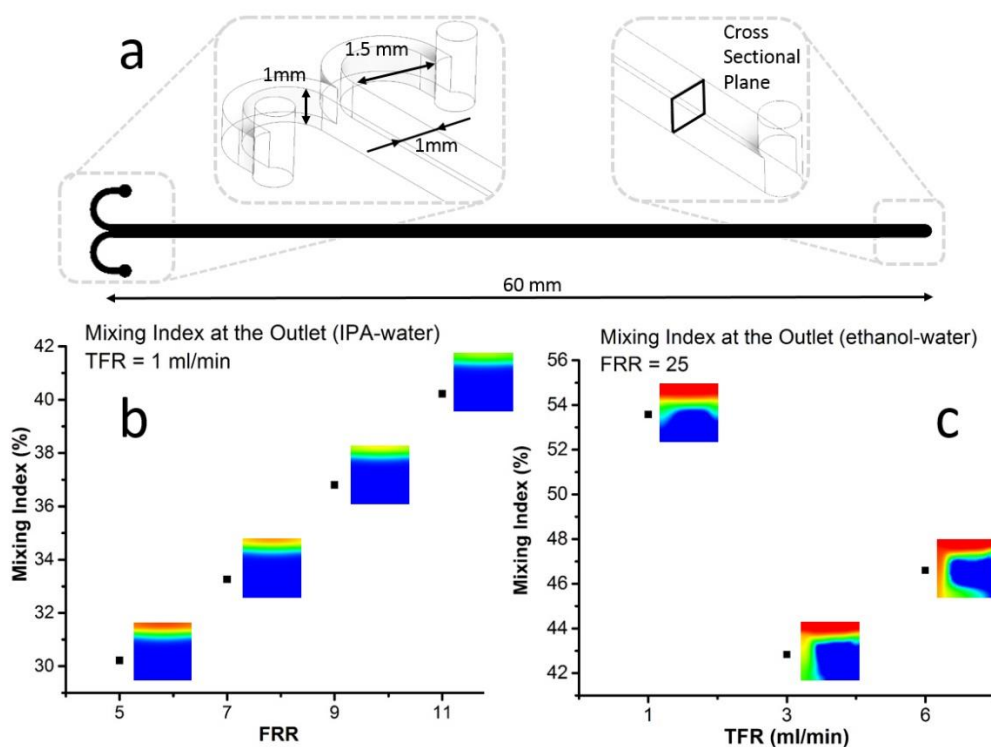 a
1.5 mm
1mm
1mm
Cross
Sectional
Plane
60 mm
Mixing Index at the Outlet (IPA-water)
TFR = 1 ml/min
b
Mixing Index (%)
42
40
38
36
34
32
30
5
7
9
11
FRR
Mixing Index at the Outlet (ethanol-water)
FRR = 25
c
Mixing Index (%)
56
54
52
50
48
46
44
42
1
3
6
TFR (ml/min)